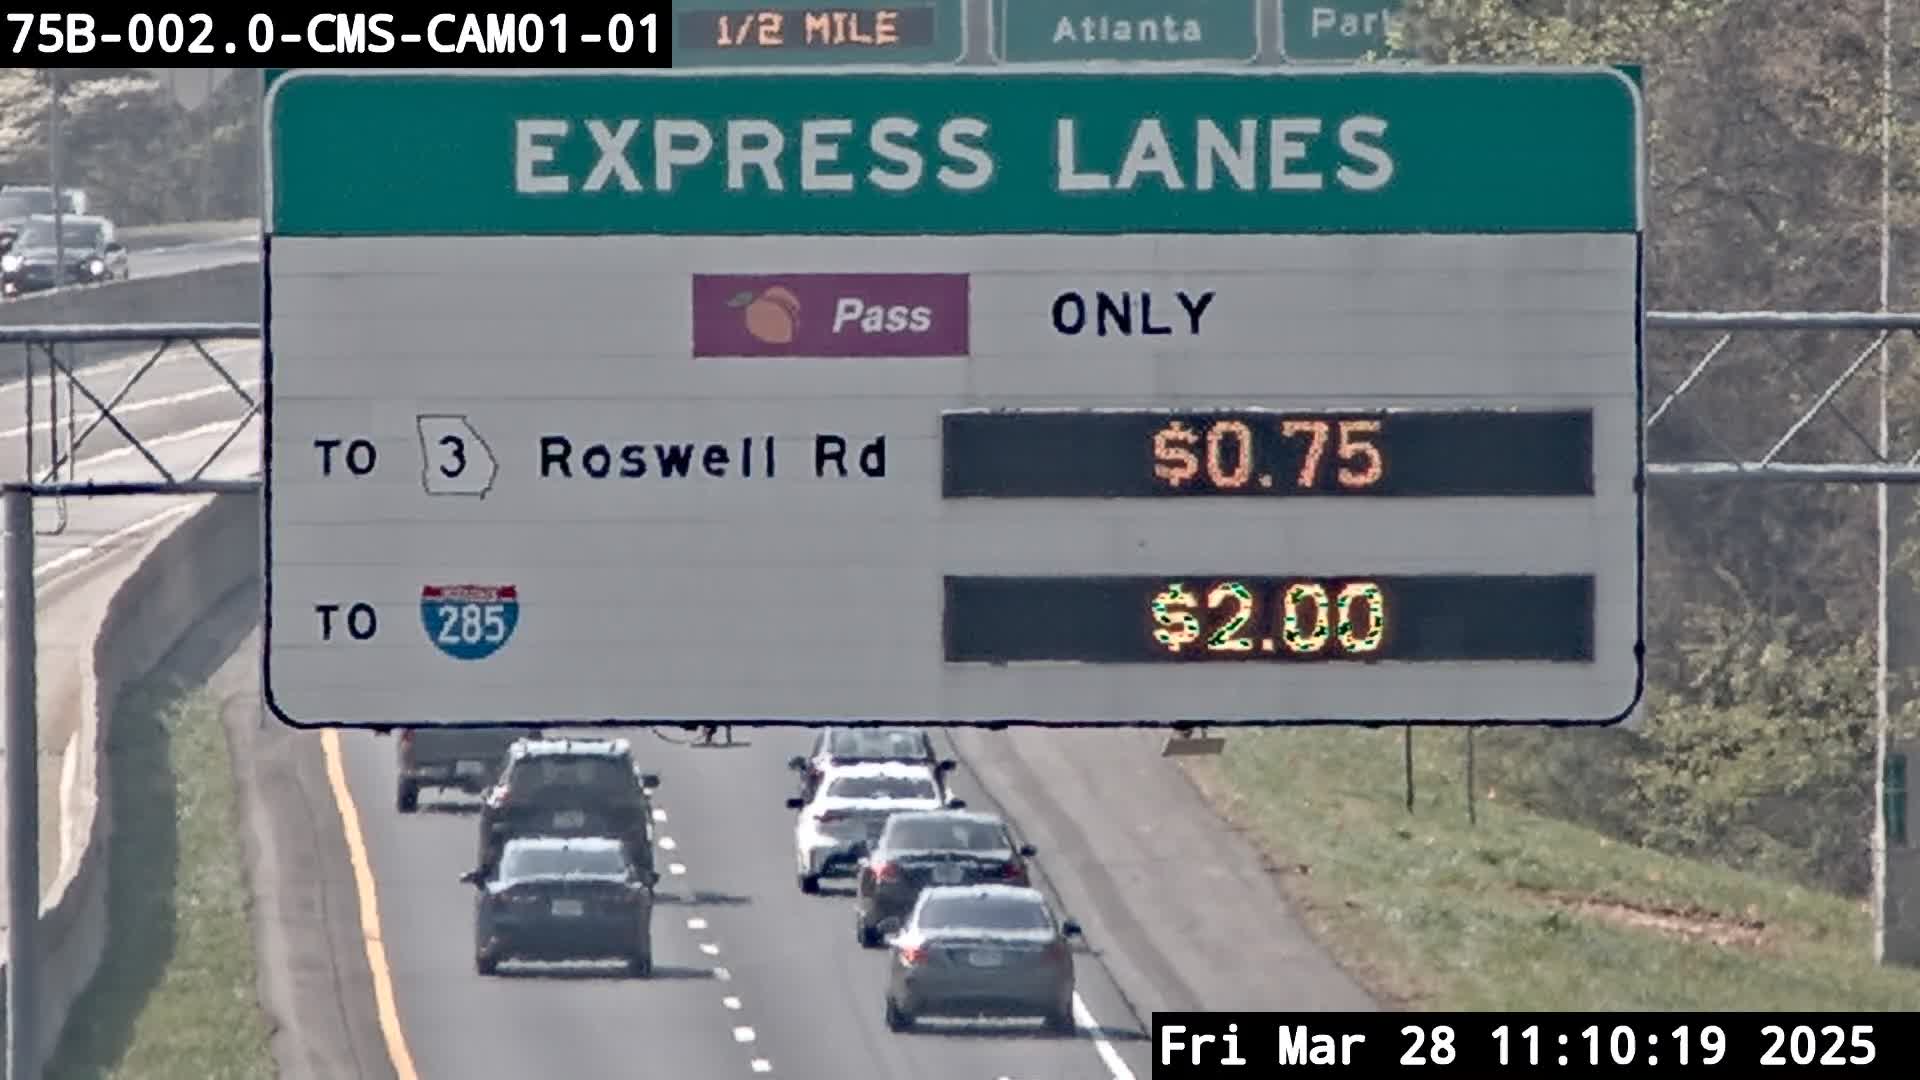 75B-002.0-CMS-CAM01-01
1/2 MILE
Atlanta
EXPRESS LANES
Pass ONLY
TO 3 Roswell Rd $0.75
TO 285 $2.00
Fri Mar 28 11:10:19 2025